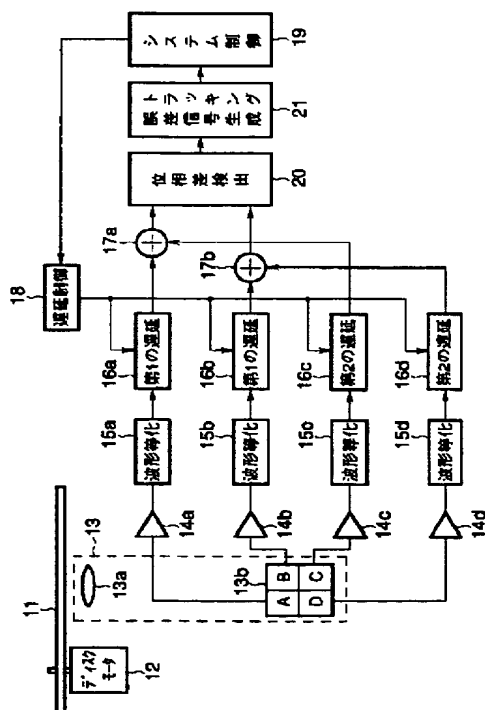 11
ディスク
モータ
12
13
13a
13b
A
B
C
D
14a
14b
14c
14d
15a
波形等化
15b
波形等化
15c
波形等化
15d
波形等化
16a
第1の遅延
16b
第1の遅延
16c
第2の遅延
16d
第2の遅延
18
遅延制御
17a
17b
位相差検出
20
トラッキング
誤差信号生成
21
システム制御
19